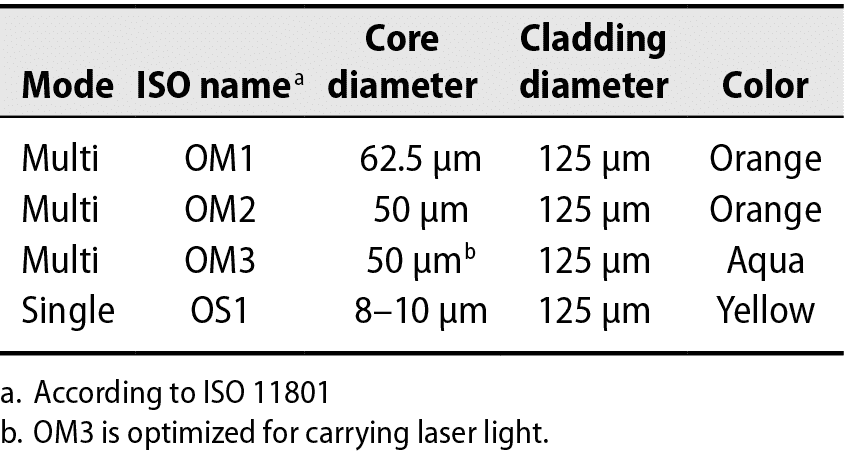 Core Cladding
Mode ISO nameᵃ diameter diameter Color
Multi OM1 62.5 µm 125 µm Orange
Multi OM2 50 µm 125 µm Orange
Multi OM3 50 µmᵇ 125 µm Aqua
Single OS1 8–10 µm 125 µm Yellow
a. According to ISO 11801
b. OM3 is optimized for carrying laser light.